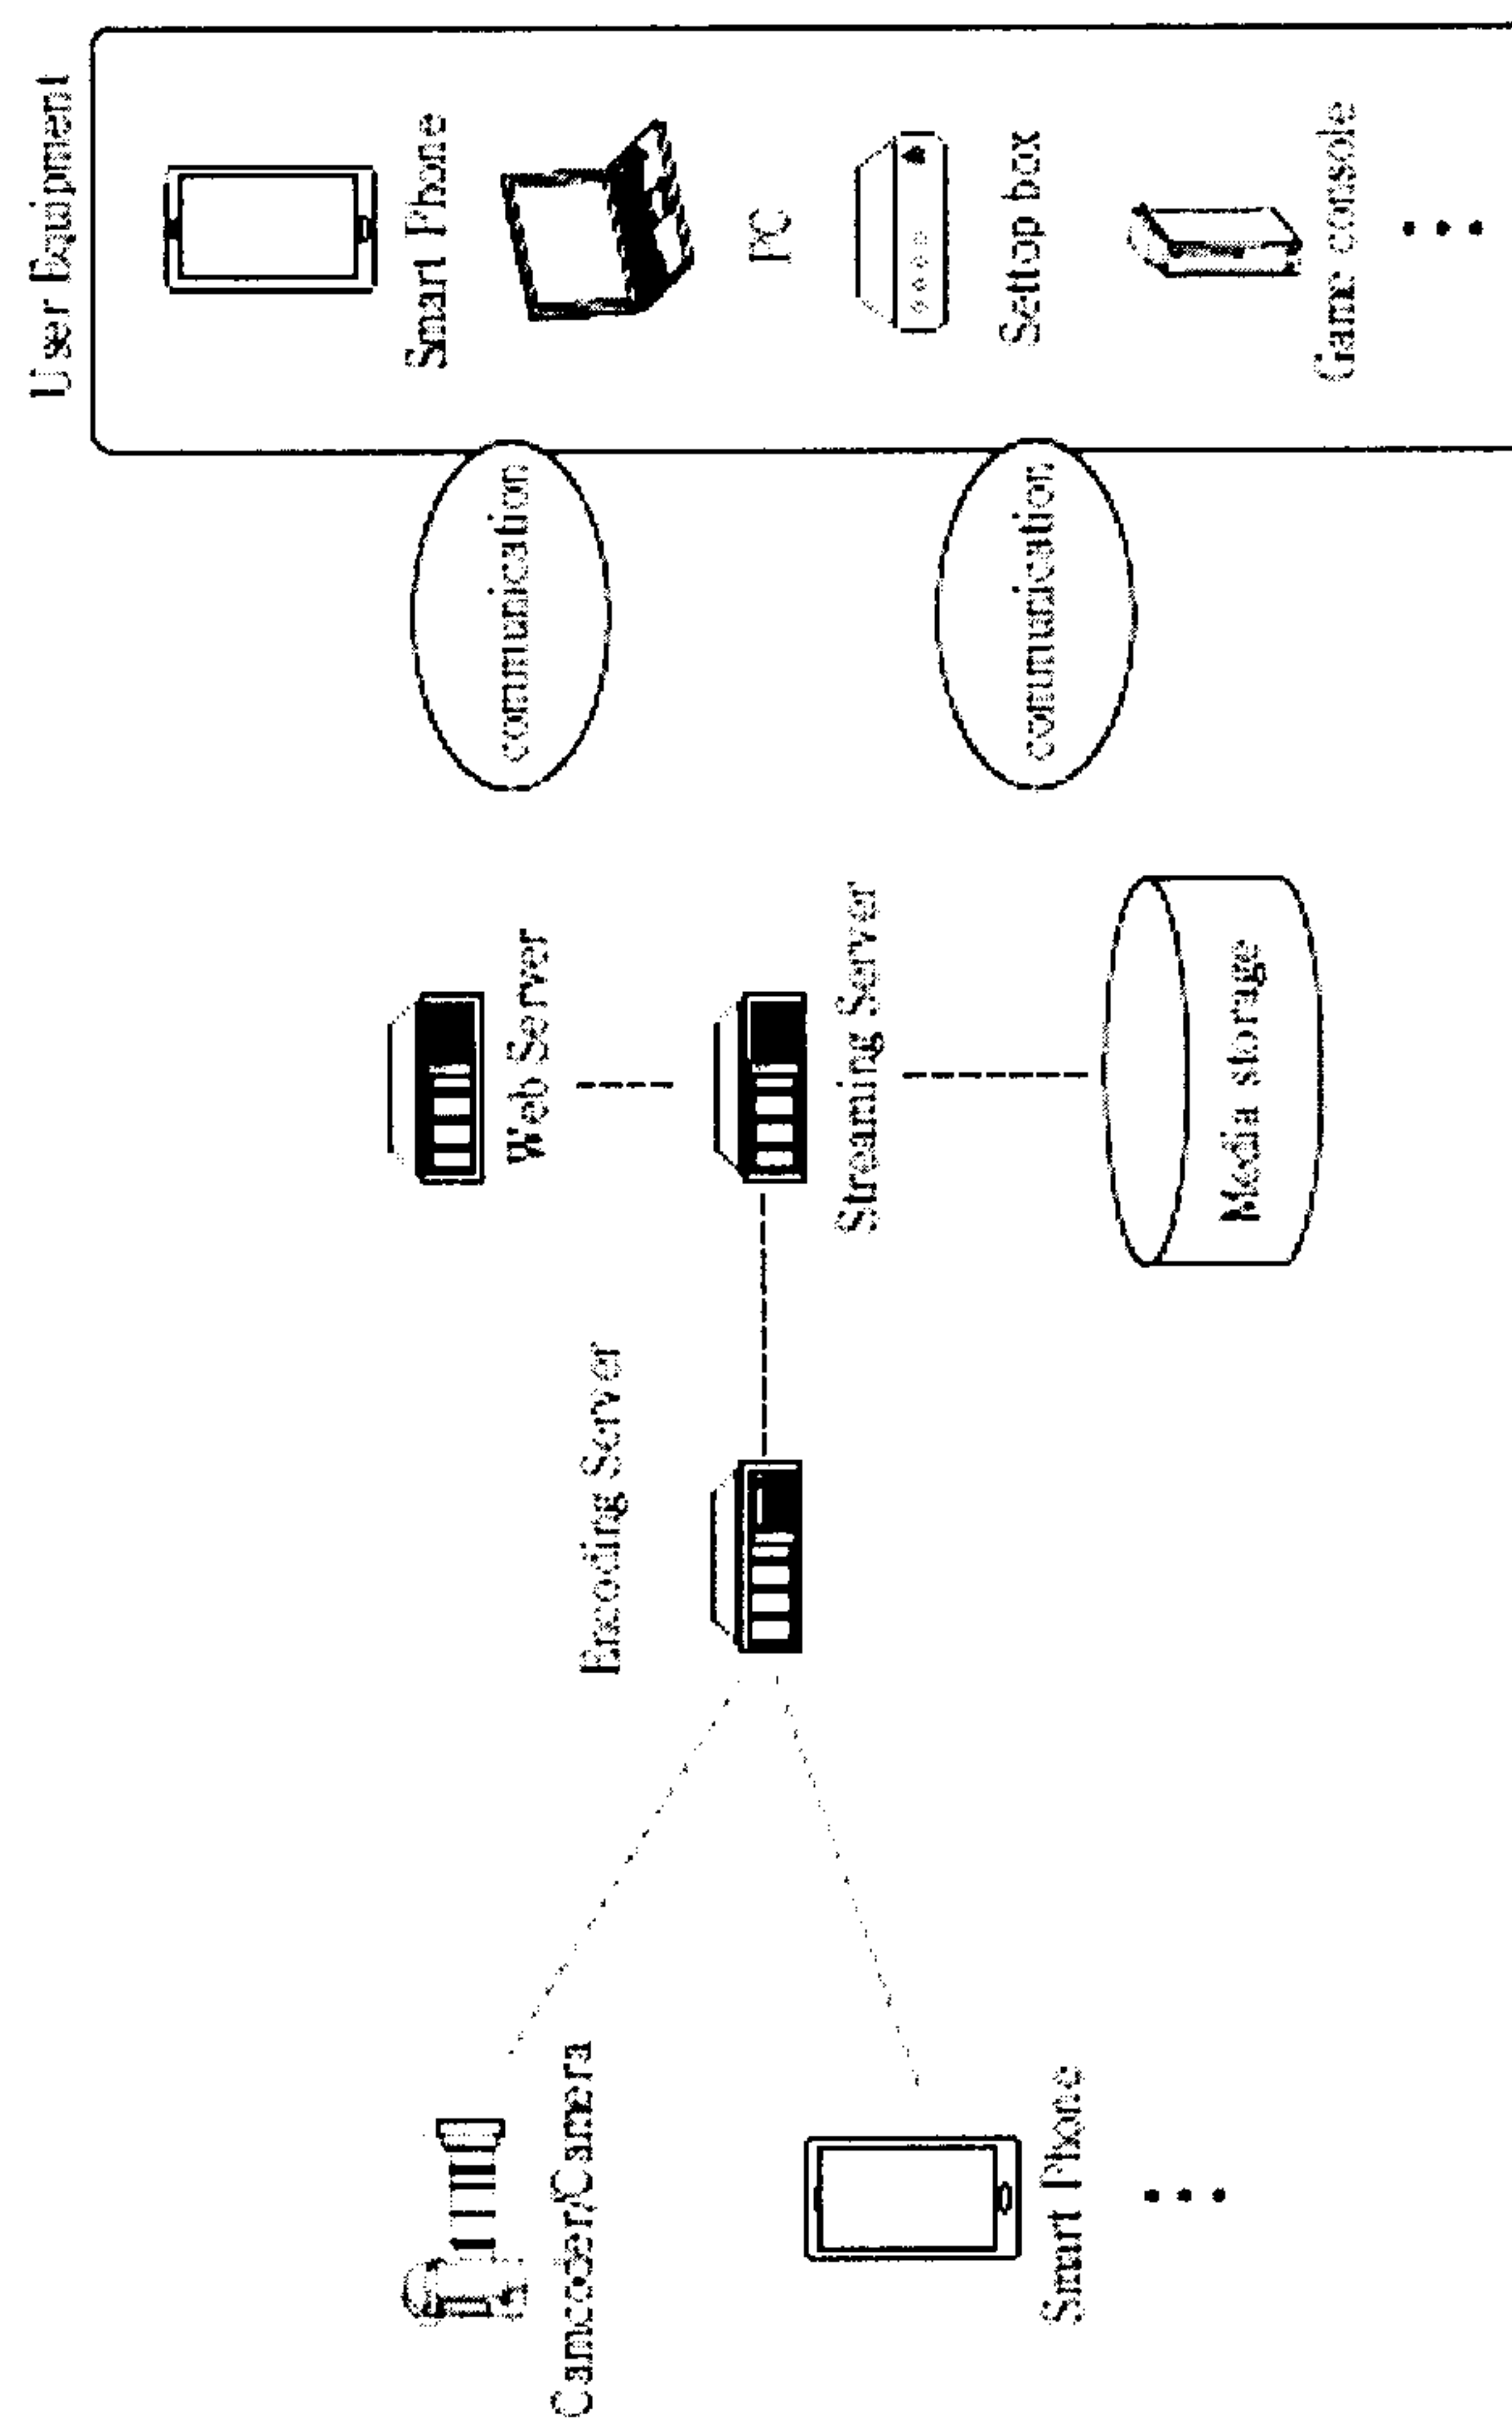 Camcoder/Camera
Smart Phone
Encoding Server
Web Server
Streaming Server
Media storage
communication
communication
User Equipment
Smart Phone
PC
Settop box
Game console